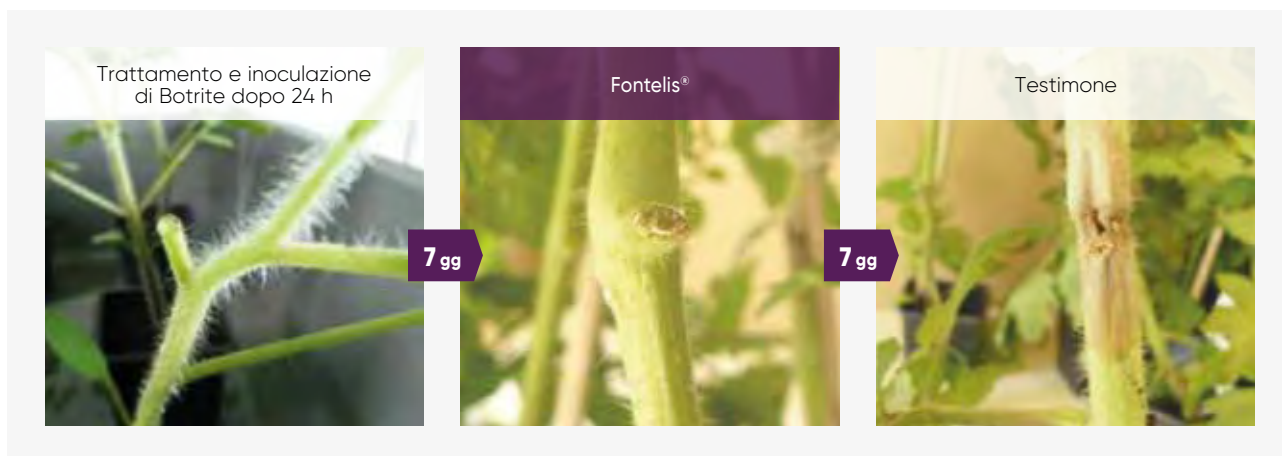 Trattamento e inoculazione
di Botrite dopo 24 h
Fontelis®
Testimone
7 gg
7 gg